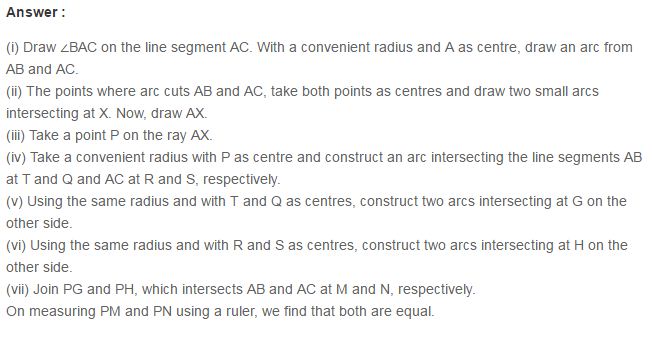 Answer :
(i) Draw ∠BAC on the line segment AC. With a convenient radius and A as centre, draw an arc from
AB and AC.
(ii) The points where arc cuts AB and AC, take both points as centres and draw two small arcs
intersecting at X. Now, draw AX.
(iii) Take a point P on the ray AX.
(iv) Take a convenient radius with P as centre and construct an arc intersecting the line segments AB
at T and Q and AC at R and S, respectively.
(v) Using the same radius and with T and Q as centres, construct two arcs intersecting at G on the
other side.
(vi) Using the same radius and with R and S as centres, construct two arcs intersecting at H on the
other side.
(vii) Join PG and PH, which intersects AB and AC at M and N, respectively.
On measuring PM and PN using a ruler, we find that both are equal.